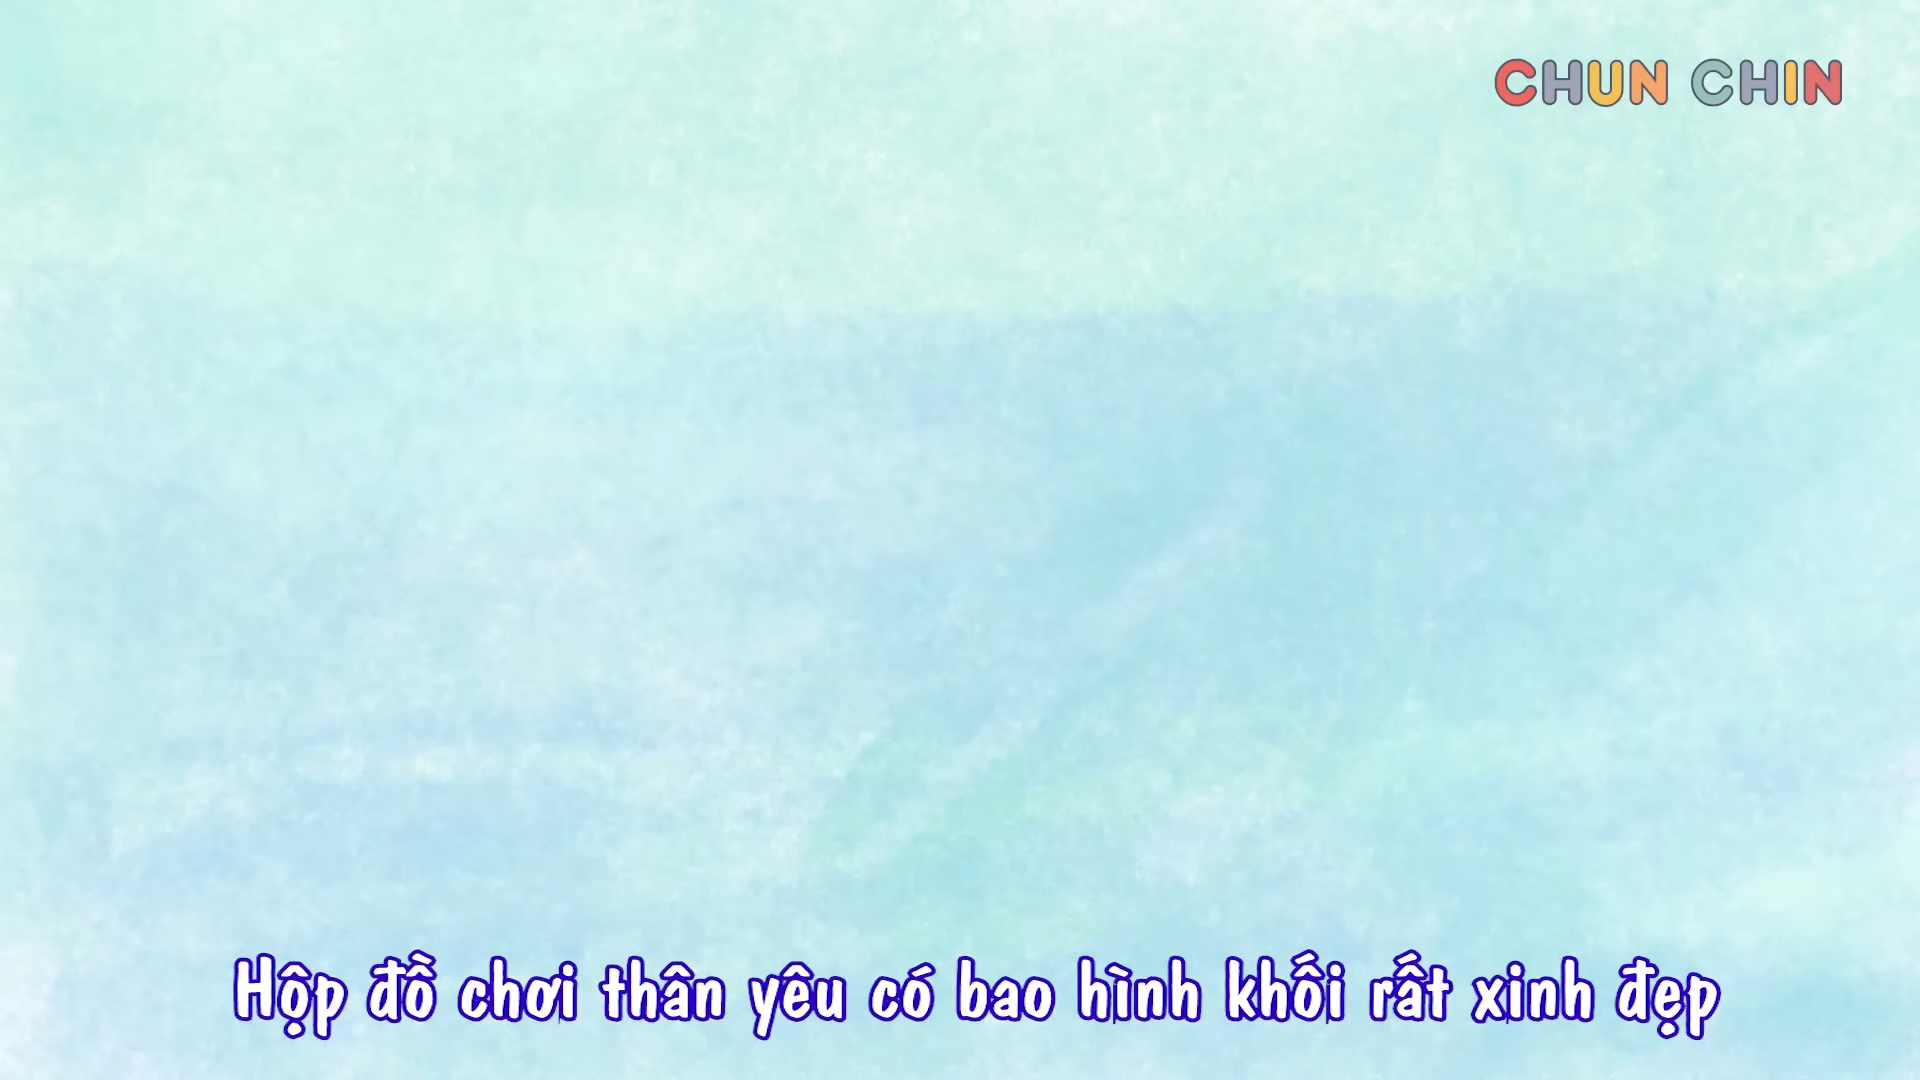 CHUN CHIN
Hộp đồ chơi thân yêu có bao hình khối rất xinh đẹp